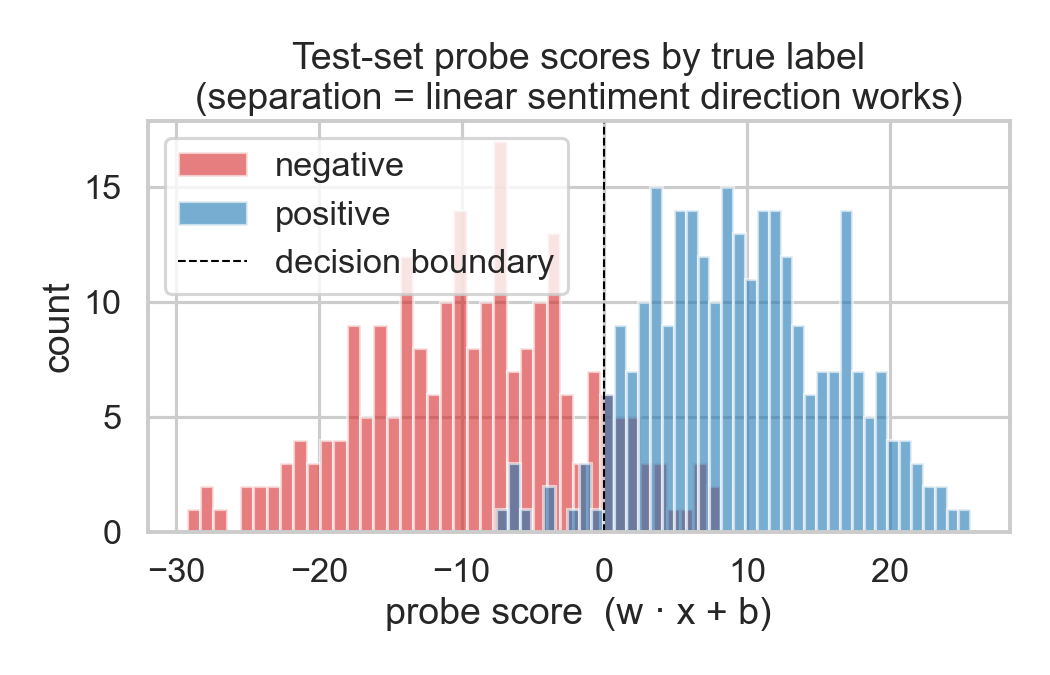 Test-set probe scores by true label
(separation = linear sentiment direction works)
negative
positive
decision boundary
count
15
10
5
0
−30
−20
−10
0
10
20
probe score (w · x + b)